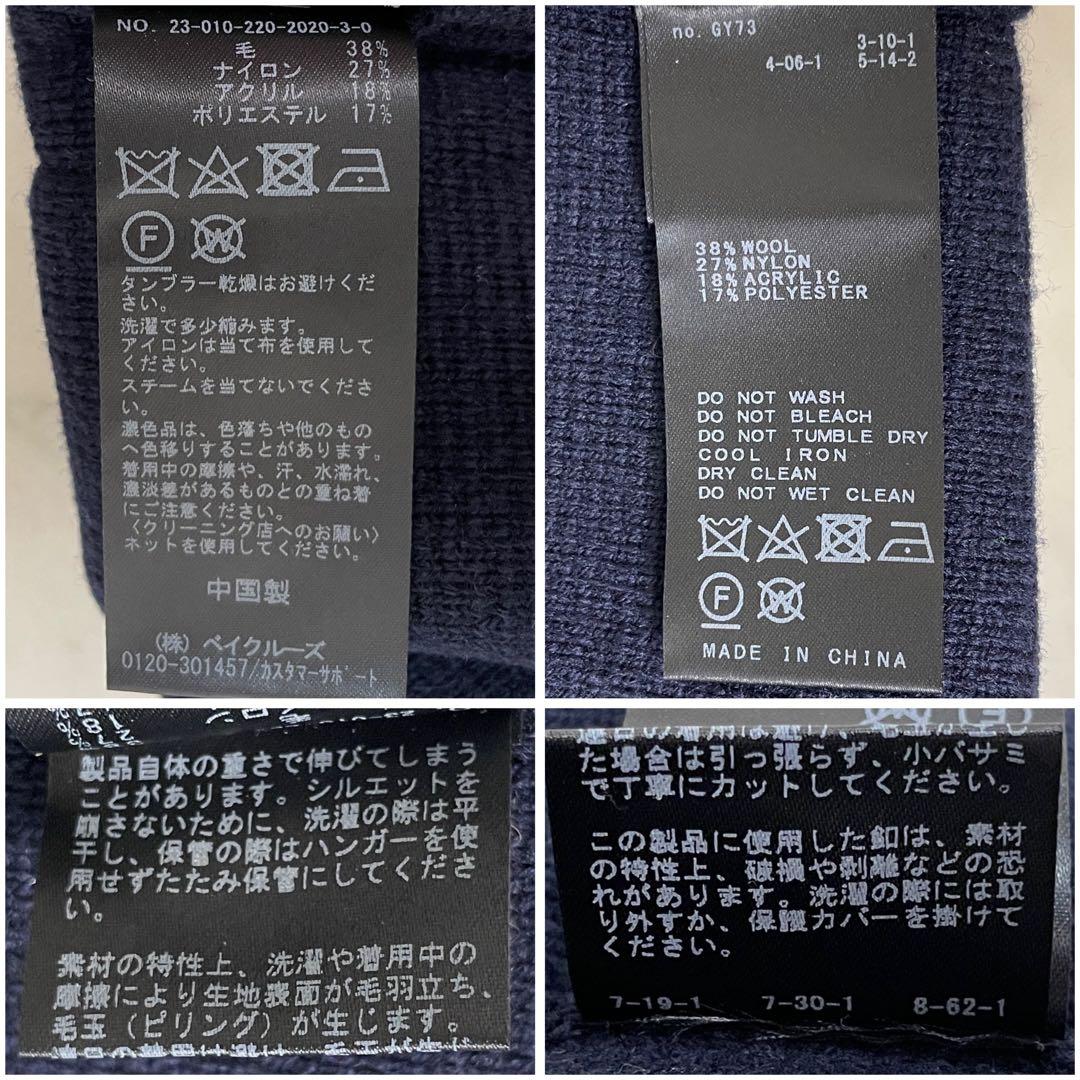 NO. 23-010-220-2020-3-0
毛 38%
ナイロン 27%
アクリル 18%
ポリエステル 17%
F W
タンブラー乾燥はお避けくだ
さい。
洗濯で多少縮みます。
アイロンは当て布を使用して
ください。
スチームを当てないでくださ
い。
濃色品は、色落ちや他のもの
へ色移りすることがあります。
着用中の摩擦や、汗、水濡れ、
濃淡差があるものとの重ね着
にご注意ください。
〈クリーニング店へのお願い〉
ネットを使用してください。
中国製
(株) ベイクルーズ
0120-301457/カスタマーサポート
no. GY73
3-10-1
4-06-1 5-14-2
38% WOOL
27% NYLON
18% ACRYLIC
17% POLYESTER
DO NOT WASH
DO NOT BLEACH
DO NOT TUMBLE DRY
COOL IRON
DRY CLEAN
DO NOT WET CLEAN
F W
MADE IN CHINA
製品自体の重さで伸びてしまう
ことがあります。シルエットを
崩さないために、洗濯の際は平
干し、保管の際はハンガーを使
用せずたたみ保管にしてくださ
い。
素材の特性上、洗濯や着用中の
摩擦により生地表面が毛羽立ち、
毛玉（ピリング）が生じます。
た場合は引っ張らず、小バサミ
で丁寧にカットしてください。
この製品に使用した釦は、素材
の特性上、破損や剥離などの恐
れがあります。洗濯の際には取
り外すか、保護カバーを掛けて
ください。
7-19-1 7-30-1 8-62-1